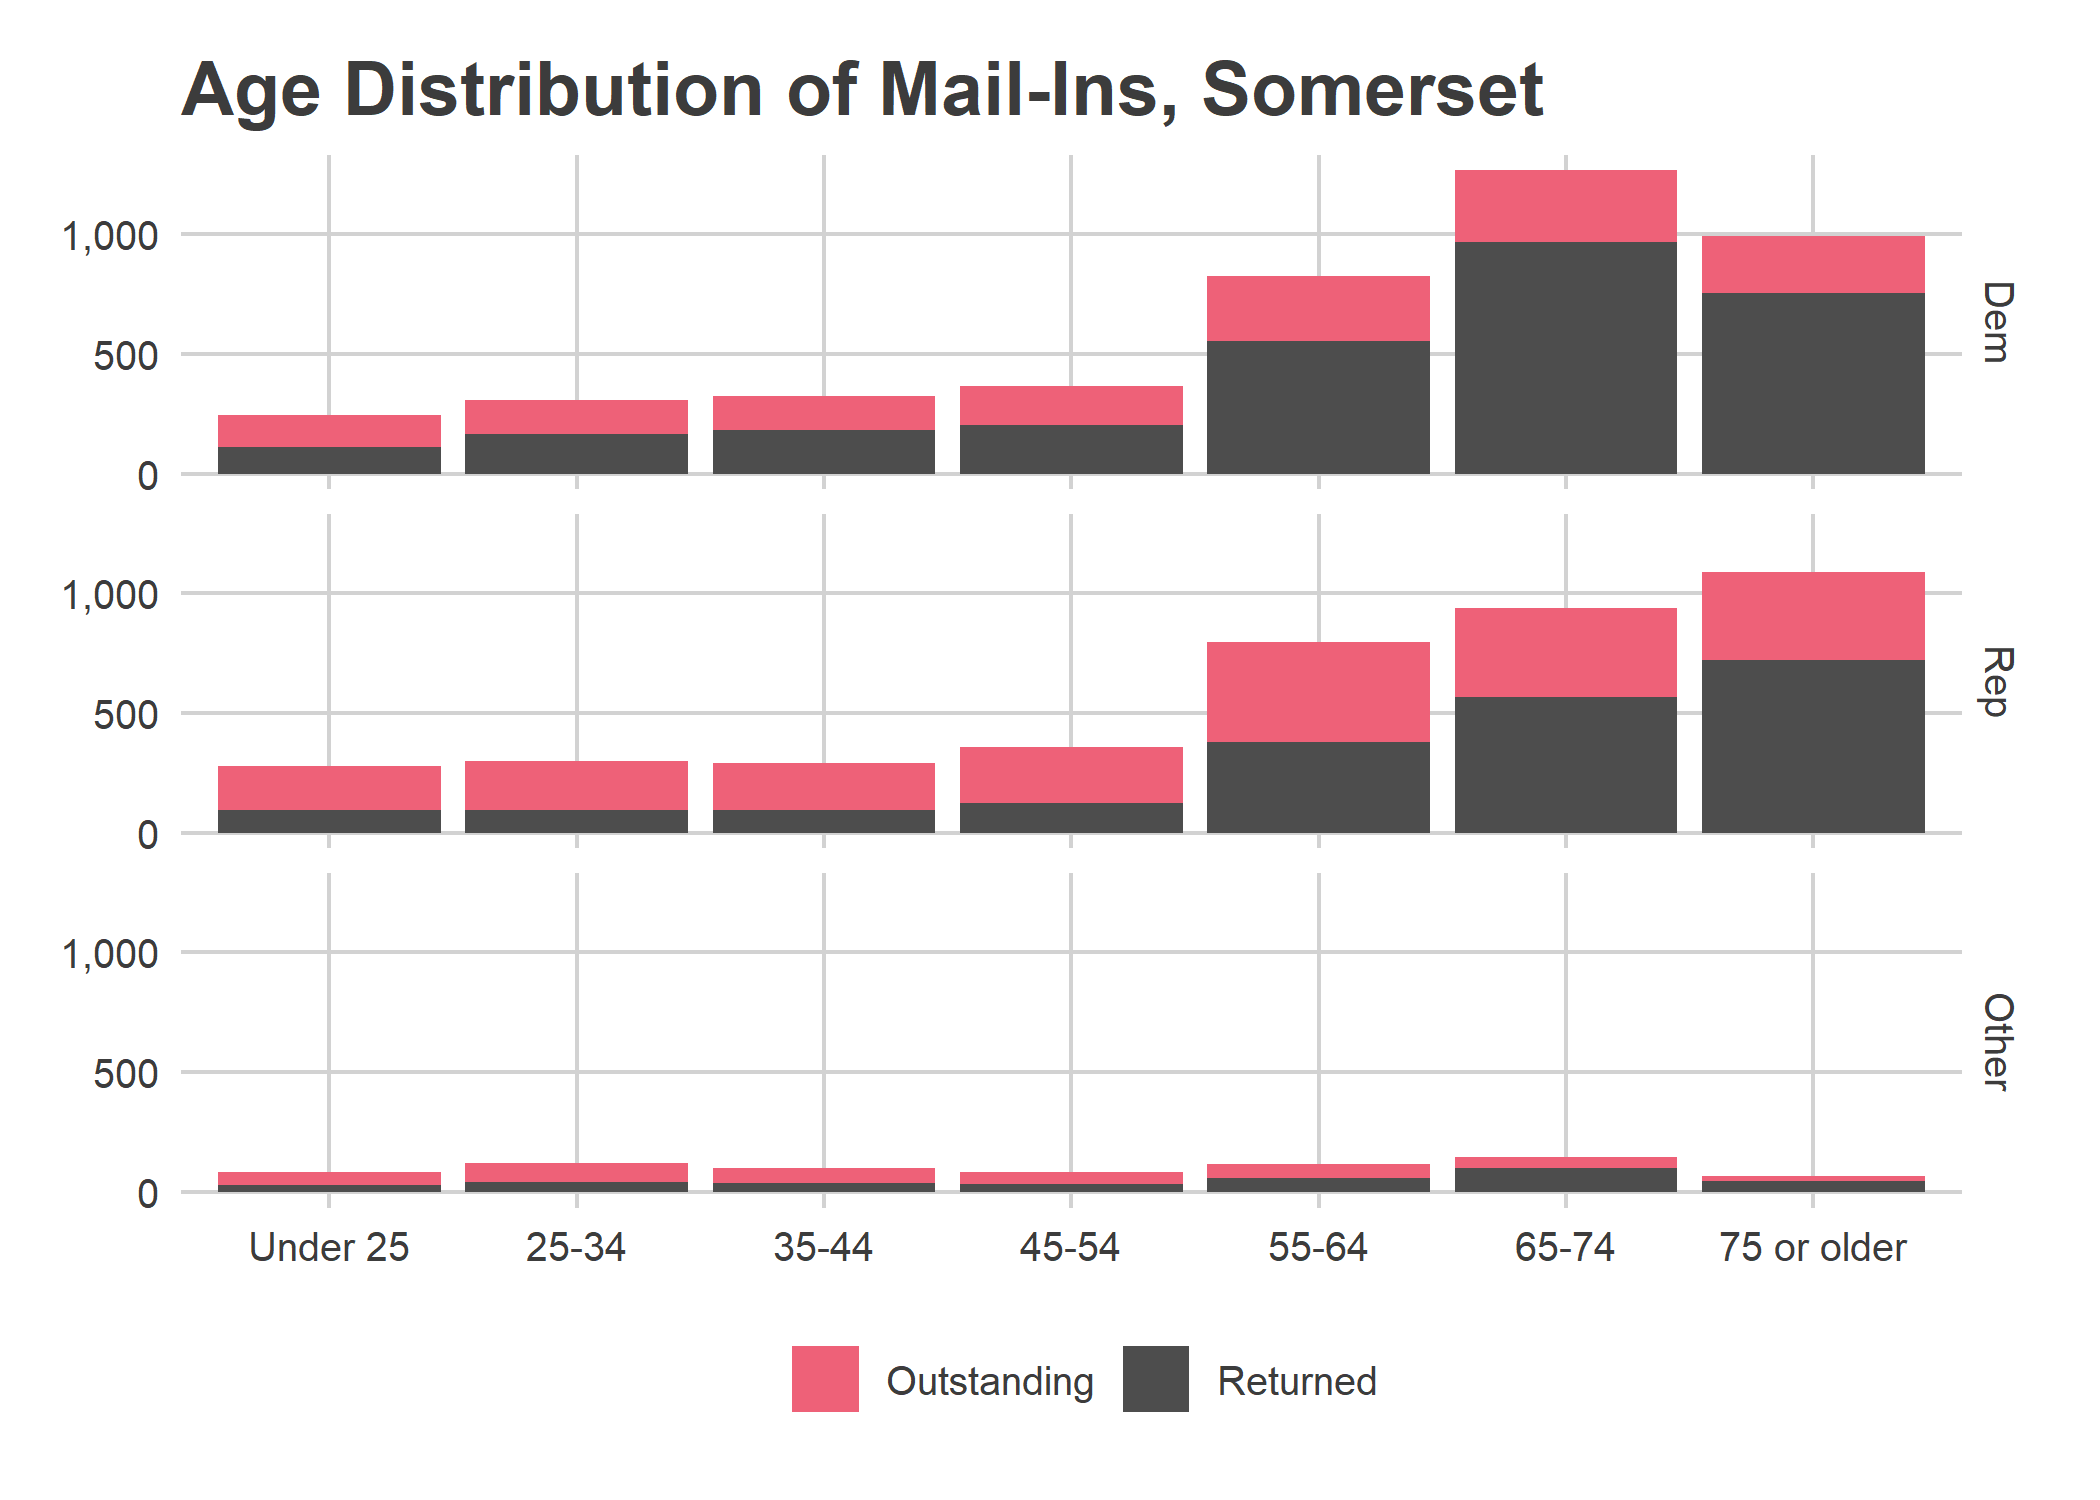 Age Distribution of Mail-Ins, Somerset
1,000
500
0
Dem
1,000
500
0
Rep
1,000
500
0
Other
Under 25 25-34 35-44 45-54 55-64 65-74 75 or older
Outstanding Returned